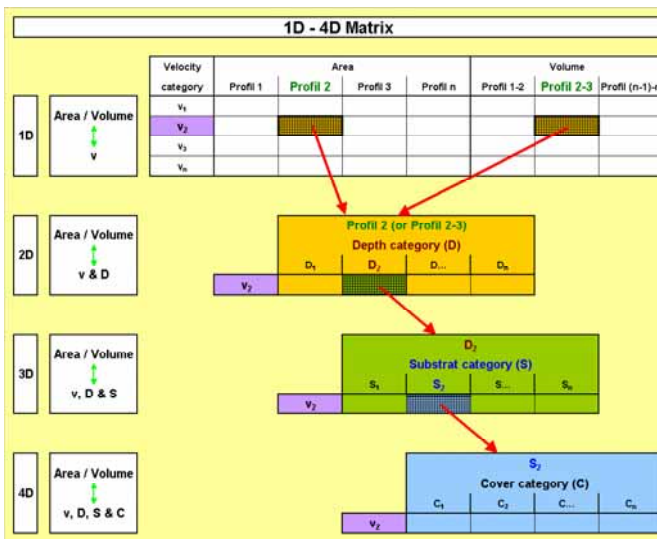 1D - 4D Matrix
Velocity category
Area
Volume
Profil 1 Profil 2 Profil 3 Profil n Profil 1-2 Profil 2-3 Profil (n-1)-n
1D
Area / Volume
v
v1
v2
v3
vn
2D
Area / Volume
v & D
Profil 2 (or Profil 2-3)
Depth category (D)
D1 D2 D... Dn
v2
3D
Area / Volume
v, D & S
D2
Substrat category (S)
S1 S2 S... Sn
v2
4D
Area / Volume
v, D, S & C
S2
Cover category (C)
C1 C2 C... Cn
v2